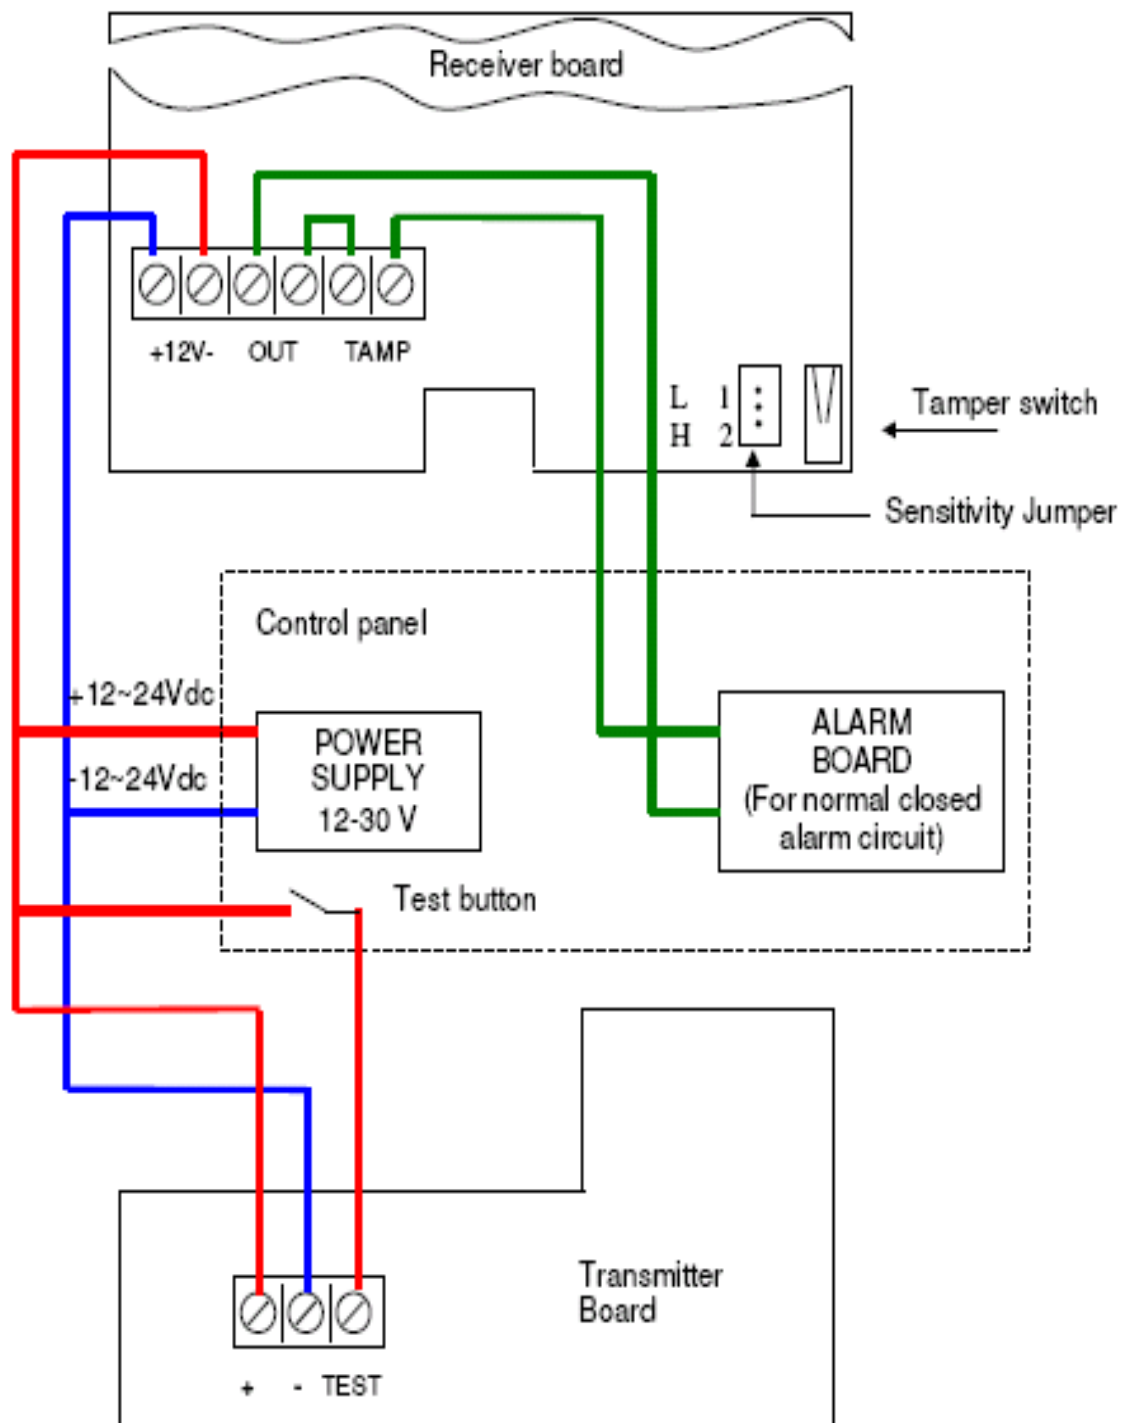 Receiver board
+12V- OUT TAMP
L 1
H 2
Tamper switch
Sensitivity Jumper
Control panel
+12~24Vdc
-12~24Vdc
POWER
SUPPLY
12-30 V
ALARM
BOARD
(For normal closed
alarm circuit)
Test button
Transmitter
Board
+ - TEST